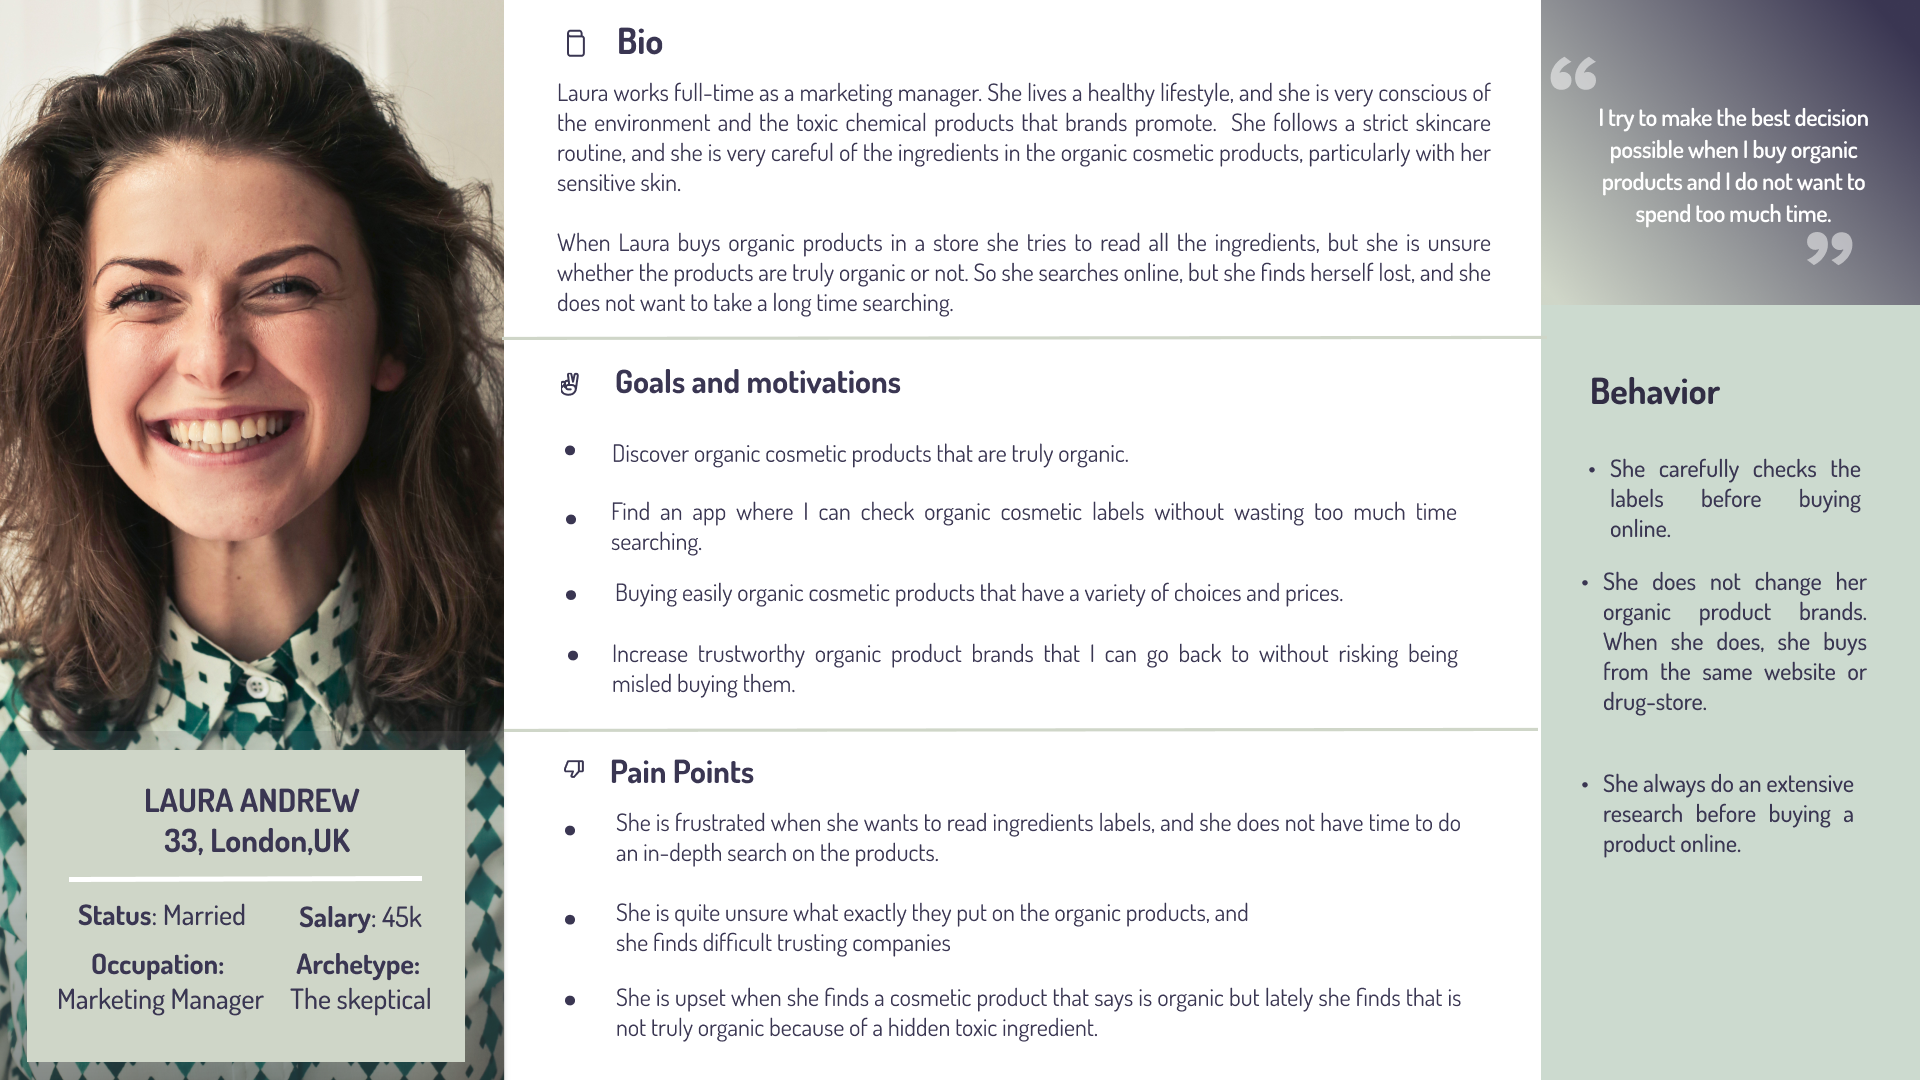 Bio
Laura works full-time as a marketing manager. She lives a healthy lifestyle, and she is very conscious of
the environment and the toxic chemical products that brands promote. She follows a strict skincare
routine, and she is very careful of the ingredients in the organic cosmetic products, particularly with her
sensitive skin.
When Laura buys organic products in a store she tries to read all the ingredients, but she is unsure
whether the products are truly organic or not. So she searches online, but she finds herself lost, and she
does not want to take a long time searching.
Goals and motivations
• Discover organic cosmetic products that are truly organic.
• Find an app where I can check organic cosmetic labels without wasting too much time
searching.
• Buying easily organic cosmetic products that have a variety of choices and prices.
• Increase trustworthy organic product brands that I can go back to without risking being
misled buying them.
Pain Points
• She is frustrated when she wants to read ingredients labels, and she does not have time to do
an in-depth search on the products.
• She is quite unsure what exactly they put on the organic products, and
she finds difficult trusting companies
• She is upset when she finds a cosmetic product that says is organic but lately she finds that is
not truly organic because of a hidden toxic ingredient.
LAURA ANDREW
33, London,UK
Status: Married
Salary: 45k
Occupation:
Marketing Manager
Archetype:
The skeptical
“
I try to make the best decision
possible when I buy organic
products and I do not want to
spend too much time.
”
Behavior
• She carefully checks the
labels before buying
online.
• She does not change her
organic product brands.
When she does, she buys
from the same website or
drug-store.
• She always do an extensive
research before buying a
product online.